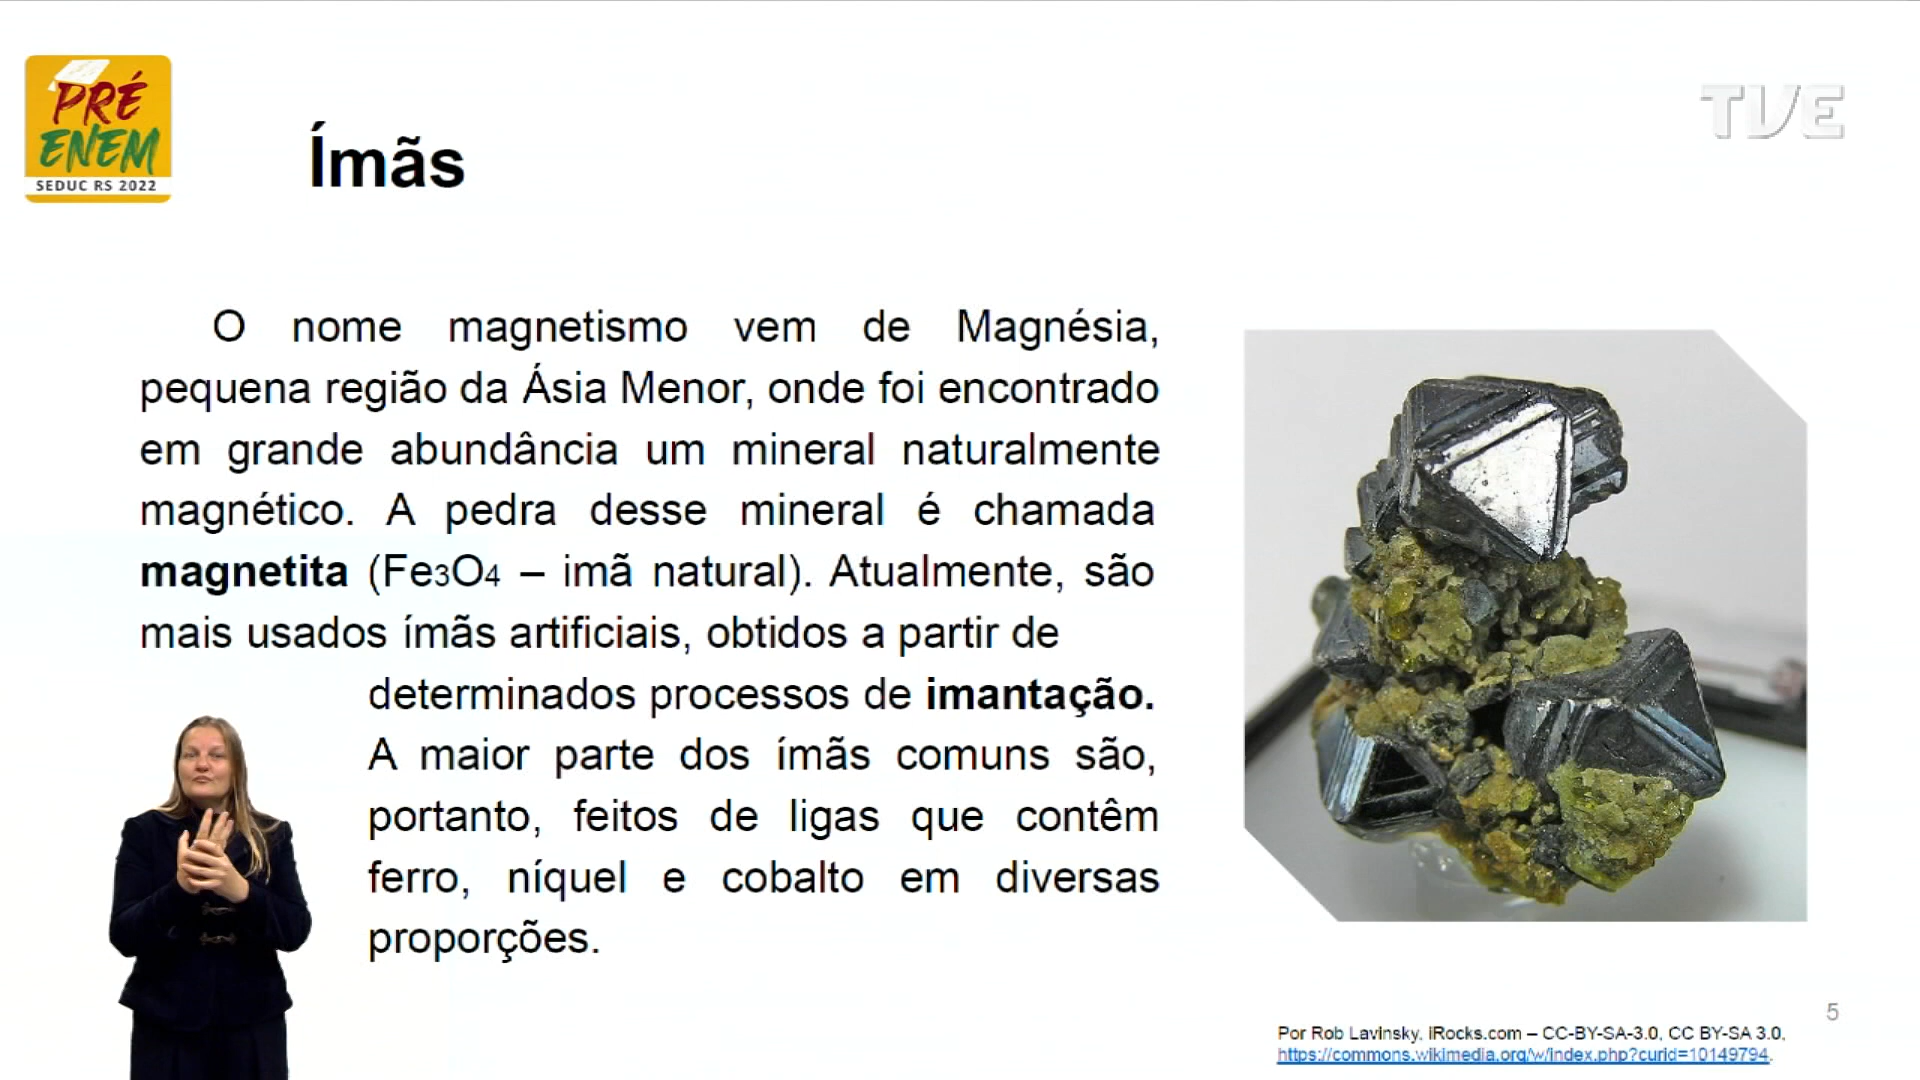 PRÉ
ENEM
SEDUC RS 2022
TVE
Ímãs
O nome magnetismo vem de Magnésia,
pequena região da Ásia Menor, onde foi encontrado
em grande abundância um mineral naturalmente
magnético. A pedra desse mineral é chamada
magnetita (Fe3O4 – imã natural). Atualmente, são
mais usados ímãs artificiais, obtidos a partir de
determinados processos de imantação.
A maior parte dos ímãs comuns são,
portanto, feitos de ligas que contêm
ferro, níquel e cobalto em diversas
proporções.
5
Por Rob Lavinsky, iRocks.com – CC-BY-SA-3.0, CC BY-SA 3.0,
https://commons.wikimedia.org/w/index.php?curid=10149794.